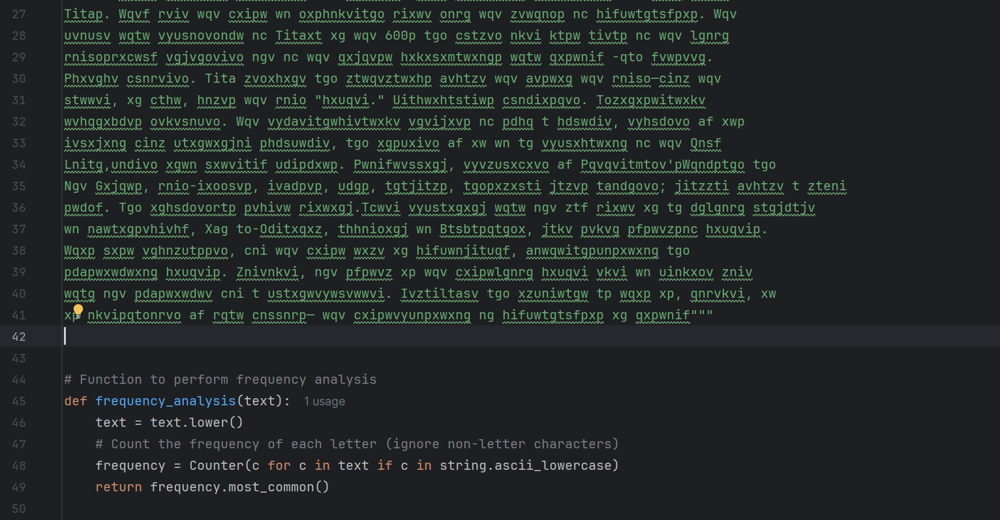 27 Titap. Wqvf rviv wqv cxipw wn oxphnkvitgo rixwv onrg wqv zvwqnop nc hifuwtgtsfpxp. Wqv
28 uvnusv wqtw vyusnovondw nc Titaxt xg wqv 600p tgo cstzvo nkvi ktpw tivtp nc wqv lgnrg
29 rnisoprxcwsf vgjvgovivo ngv nc wqv qxjqvpw hxkxsxmtwxngp wqtw qxpwnif -qto fvwpvvg.
30 Phxvghv csnrvivo. Tita zvoxhxgv tgo ztwqvztwxhp avhtzv wqv avpwxg wqv rniso—cinz wqv
31 stwwvi, xg cthw, hnzvp wqv rnio "hxuqvi." Uithwxhtstiwp csndixpqvo. Tozxgxpwitwxkv
32 wvhqgxbdvp ovkvsnuvo. Wqv vydavitgwhivtwxkv vgvijxvp nc pdhq t hdswdiv, vyhsdovo af xwp
33 ivsxjxng cinz utxgwxgjni phdsuwdiv, tgo xgpuxivo af xw wn tg vyusxhtwxng nc wqv Qnsf
34 Lnitg,undivo xgwn sxwvitif udipdxwp. Pwnifwvssxgj, vyvzusxcxvo af Pqvqvitmtov'pWqndptgo tgo
35 Ngv Gxjqwp, rnio-ixoosvp, ivadpvp, udgp, tgtjitzp, tgopxzxsti jtzvp tandgovo; jitzzti avhtzv t zteni
36 pwdof. Tgo xghsdovortp pvhivw rixwxgj.Tcwvi vyustxgxgj wqtw ngv ztf rixwv xg tg dglgnrg stgjdtjv
37 wn nawtxgpvhivhf, Xag to-Oditxqxz, thhnioxgj wn Btsbtpqtgox, jtkv pvkvg pfpwvzpnc hxuqvip.
38 Wqxp sxpw vghnzutppvo, cni wqv cxipw wxzv xg hifuwnjituqf, anwqwitgpunpxwxng tgo
39 pdapwxwdwxng hxuqvip. Znivnkvi, ngv pfpwvz xp wqv cxipwlgnrg hxuqvi vkvi wn uinkxov zniv
40 wqtg ngv pdapwxwdwv cni t ustxgwvywsvwwvi. Ivztiltasv tgo xzuniwtgw tp wqxp xp, qnrvkvi, xw
41 xp nkvipqtonrvo af rqtw cnssnrp— wqv cxipwvyunpxwxng ng hifuwtgtsfpxp xg qxpwnif"""
42
43
44 # Function to perform frequency analysis
45 def frequency_analysis(text): 1 usage
46 text = text.lower()
47 # Count the frequency of each letter (ignore non-letter characters)
48 frequency = Counter(c for c in text if c in string.ascii_lowercase)
49 return frequency.most_common()
50